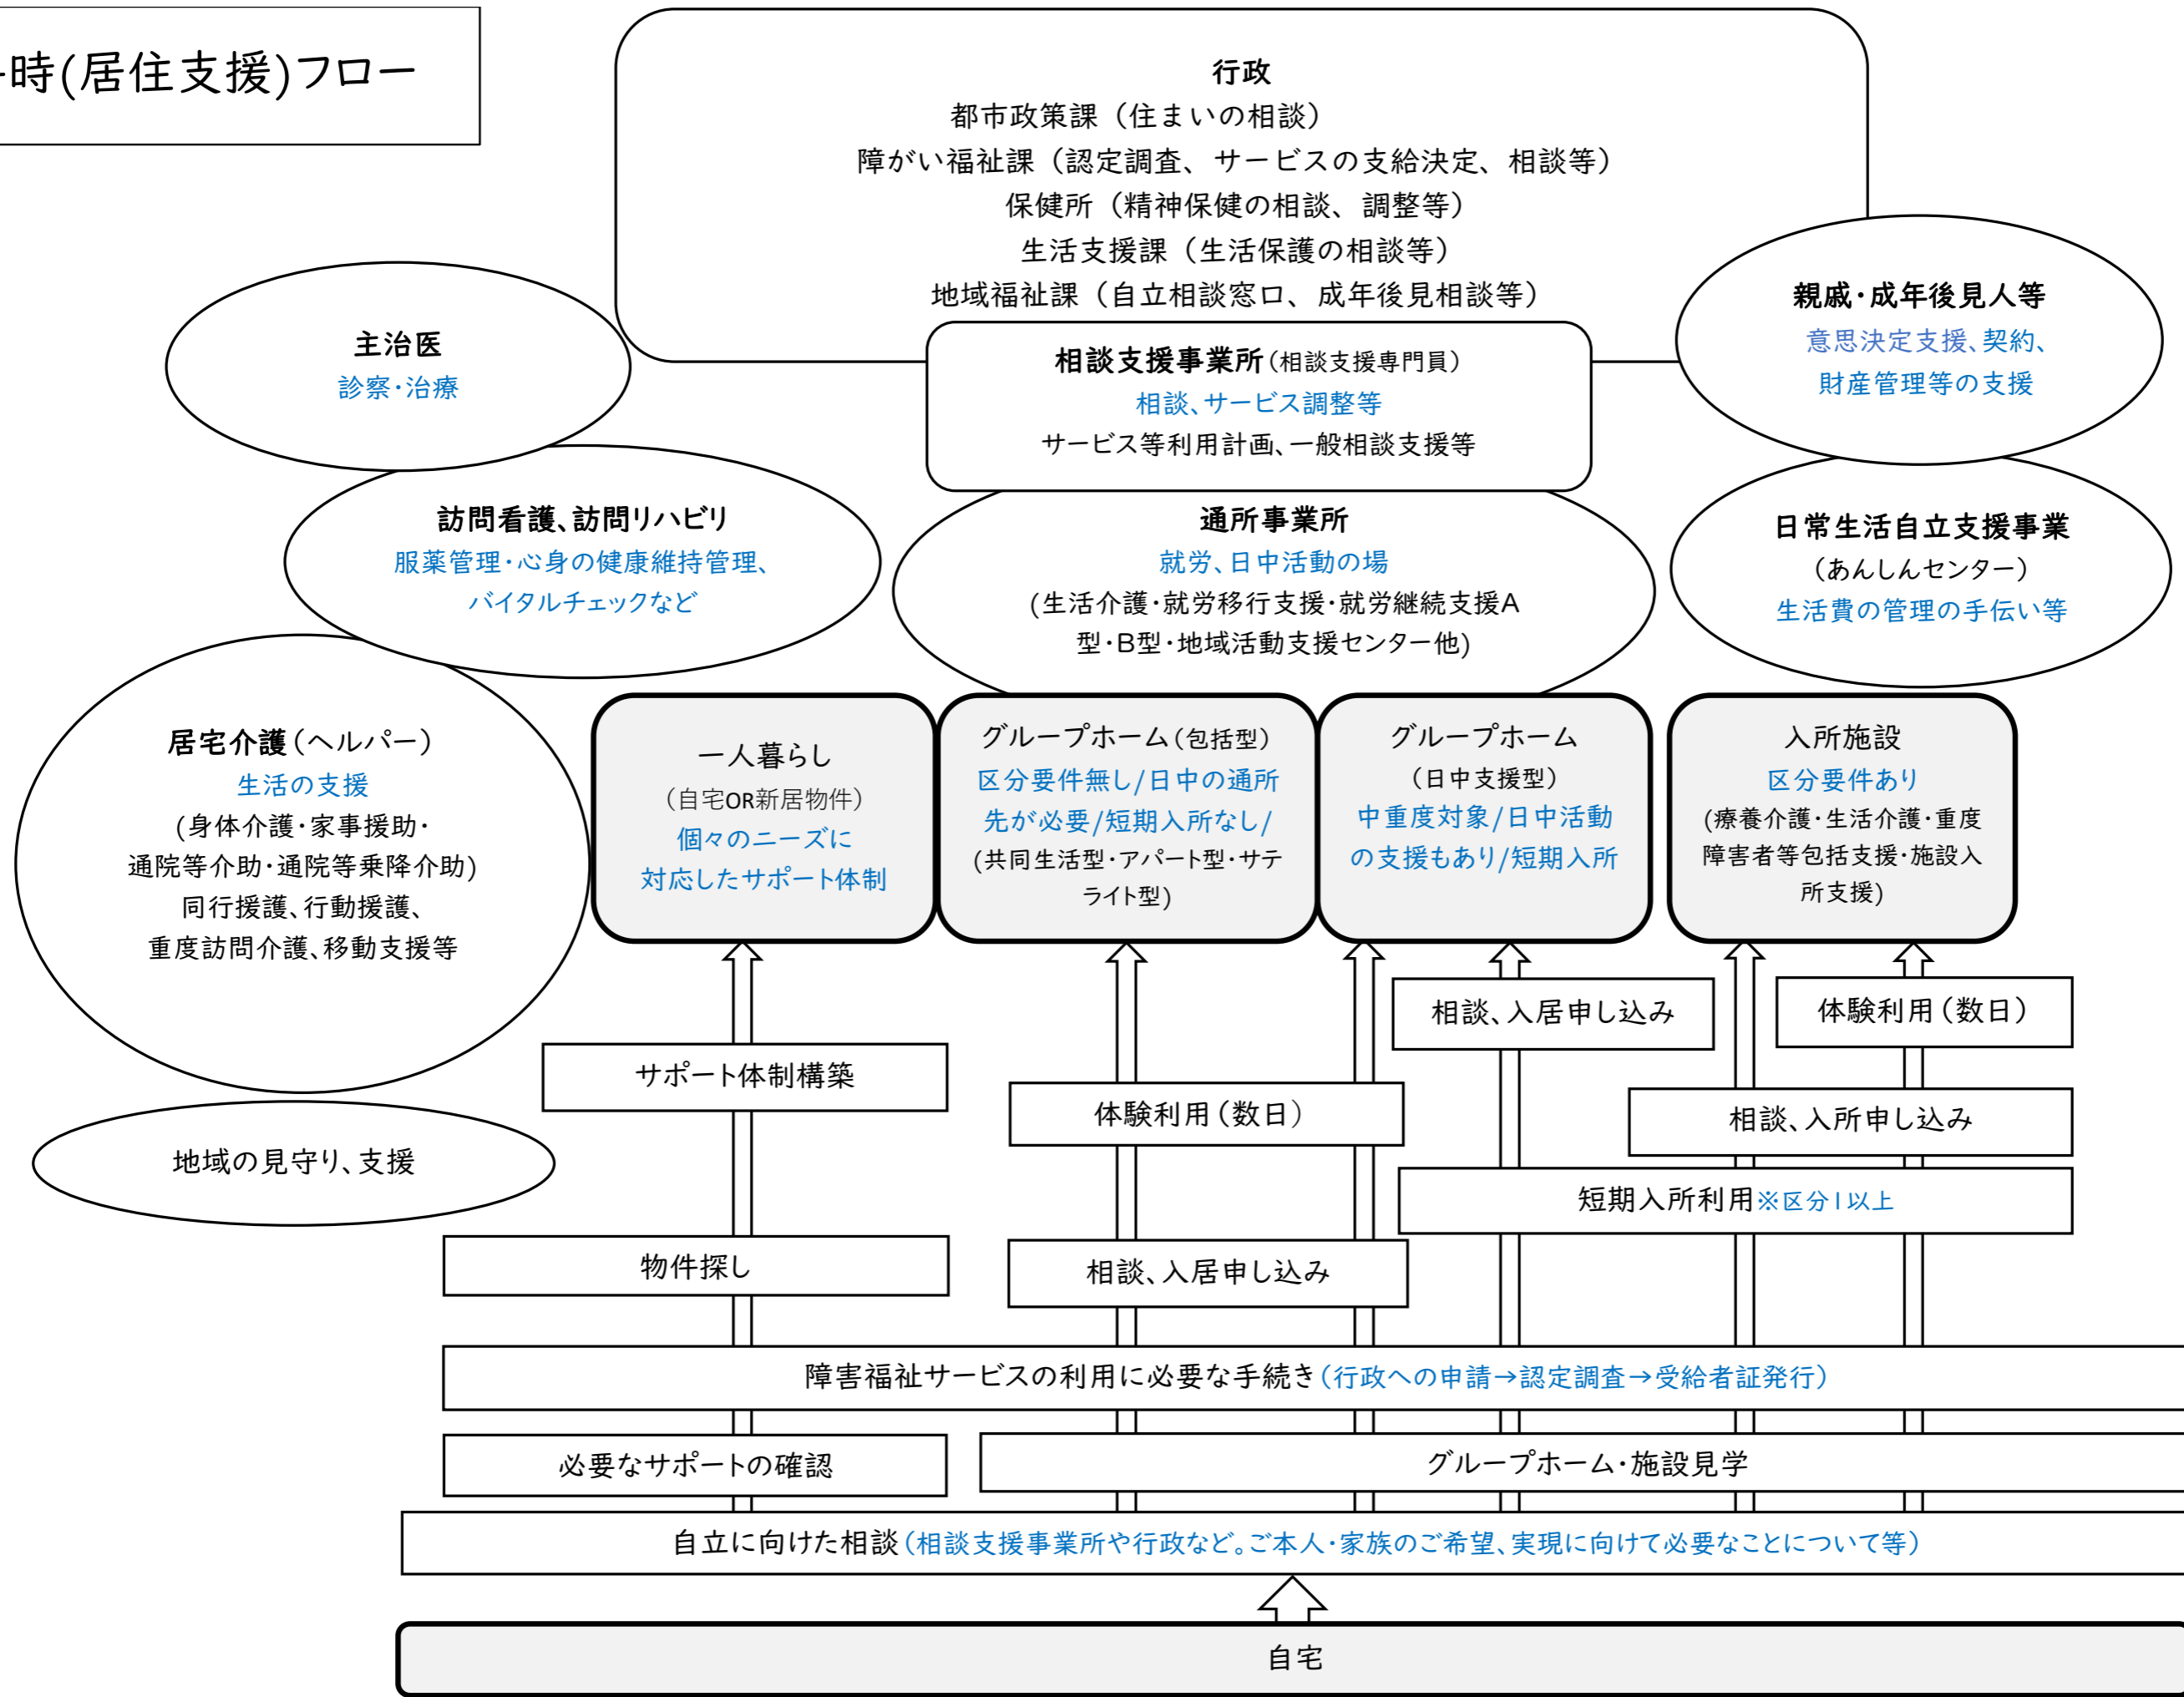 時(居住支援)フロー
行政
都市政策課（住まいの相談）
障がい福祉課（認定調査、サービスの支給決定、相談等）
保健所（精神保健の相談、調整等）
生活支援課（生活保護の相談等）
地域福祉課（自立相談窓口、成年後見相談等）
主治医
診察・治療
相談支援事業所（相談支援専門員）
相談、サービス調整等
サービス等利用計画、一般相談支援等
親戚・成年後見人等
意思決定支援、契約、
財産管理等の支援
訪問看護、訪問リハビリ
服薬管理・心身の健康維持管理、
バイタルチェックなど
通所事業所
就労、日中活動の場
(生活介護・就労移行支援・就労継続支援A
型・B型・地域活動支援センター他)
日常生活自立支援事業
（あんしんセンター）
生活費の管理の手伝い等
居宅介護（ヘルパー）
生活の支援
(身体介護・家事援助・
通院等介助・通院等乗降介助)
同行援護、行動援護、
重度訪問介護、移動支援等
一人暮らし
（自宅OR新居物件）
個々のニーズに
対応したサポート体制
グループホーム（包括型）
区分要件無し/日中の通所
先が必要/短期入所なし/
(共同生活型・アパート型・サテ
ライト型)
グループホーム
（日中支援型）
中重度対象/日中活動
の支援もあり/短期入所
入所施設
区分要件あり
(療養介護・生活介護・重度
障害者等包括支援・施設入
所支援)
相談、入居申し込み
体験利用（数日）
サポート体制構築
体験利用（数日）
相談、入所申し込み
地域の見守り、支援
短期入所利用※区分1以上
物件探し
相談、入居申し込み
障害福祉サービスの利用に必要な手続き（行政への申請→認定調査→受給者証発行）
必要なサポートの確認
グループホーム・施設見学
自立に向けた相談（相談支援事業所や行政など。ご本人・家族のご希望、実現に向けて必要なことについて等）
自宅